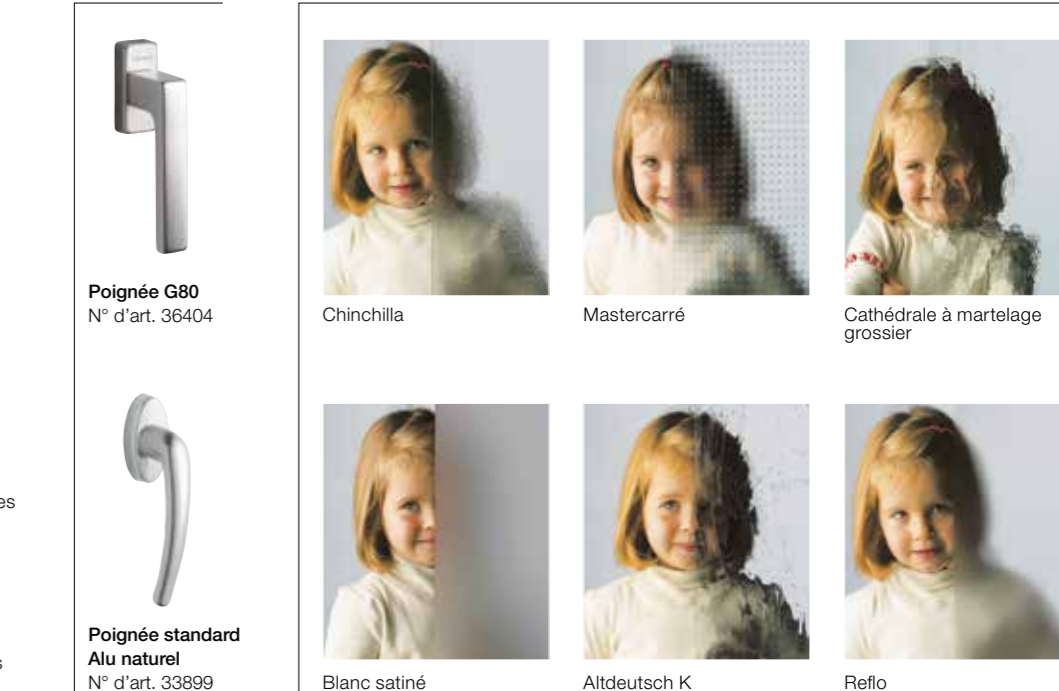 es
s
Poignée G80
N° d'art. 36404
Poignée standard
Alu naturel
N° d'art. 33899
Chinchilla
Mastercarré
Cathédrale à martelage
grossier
Blanc satiné
Altdeutsch K
Reflo